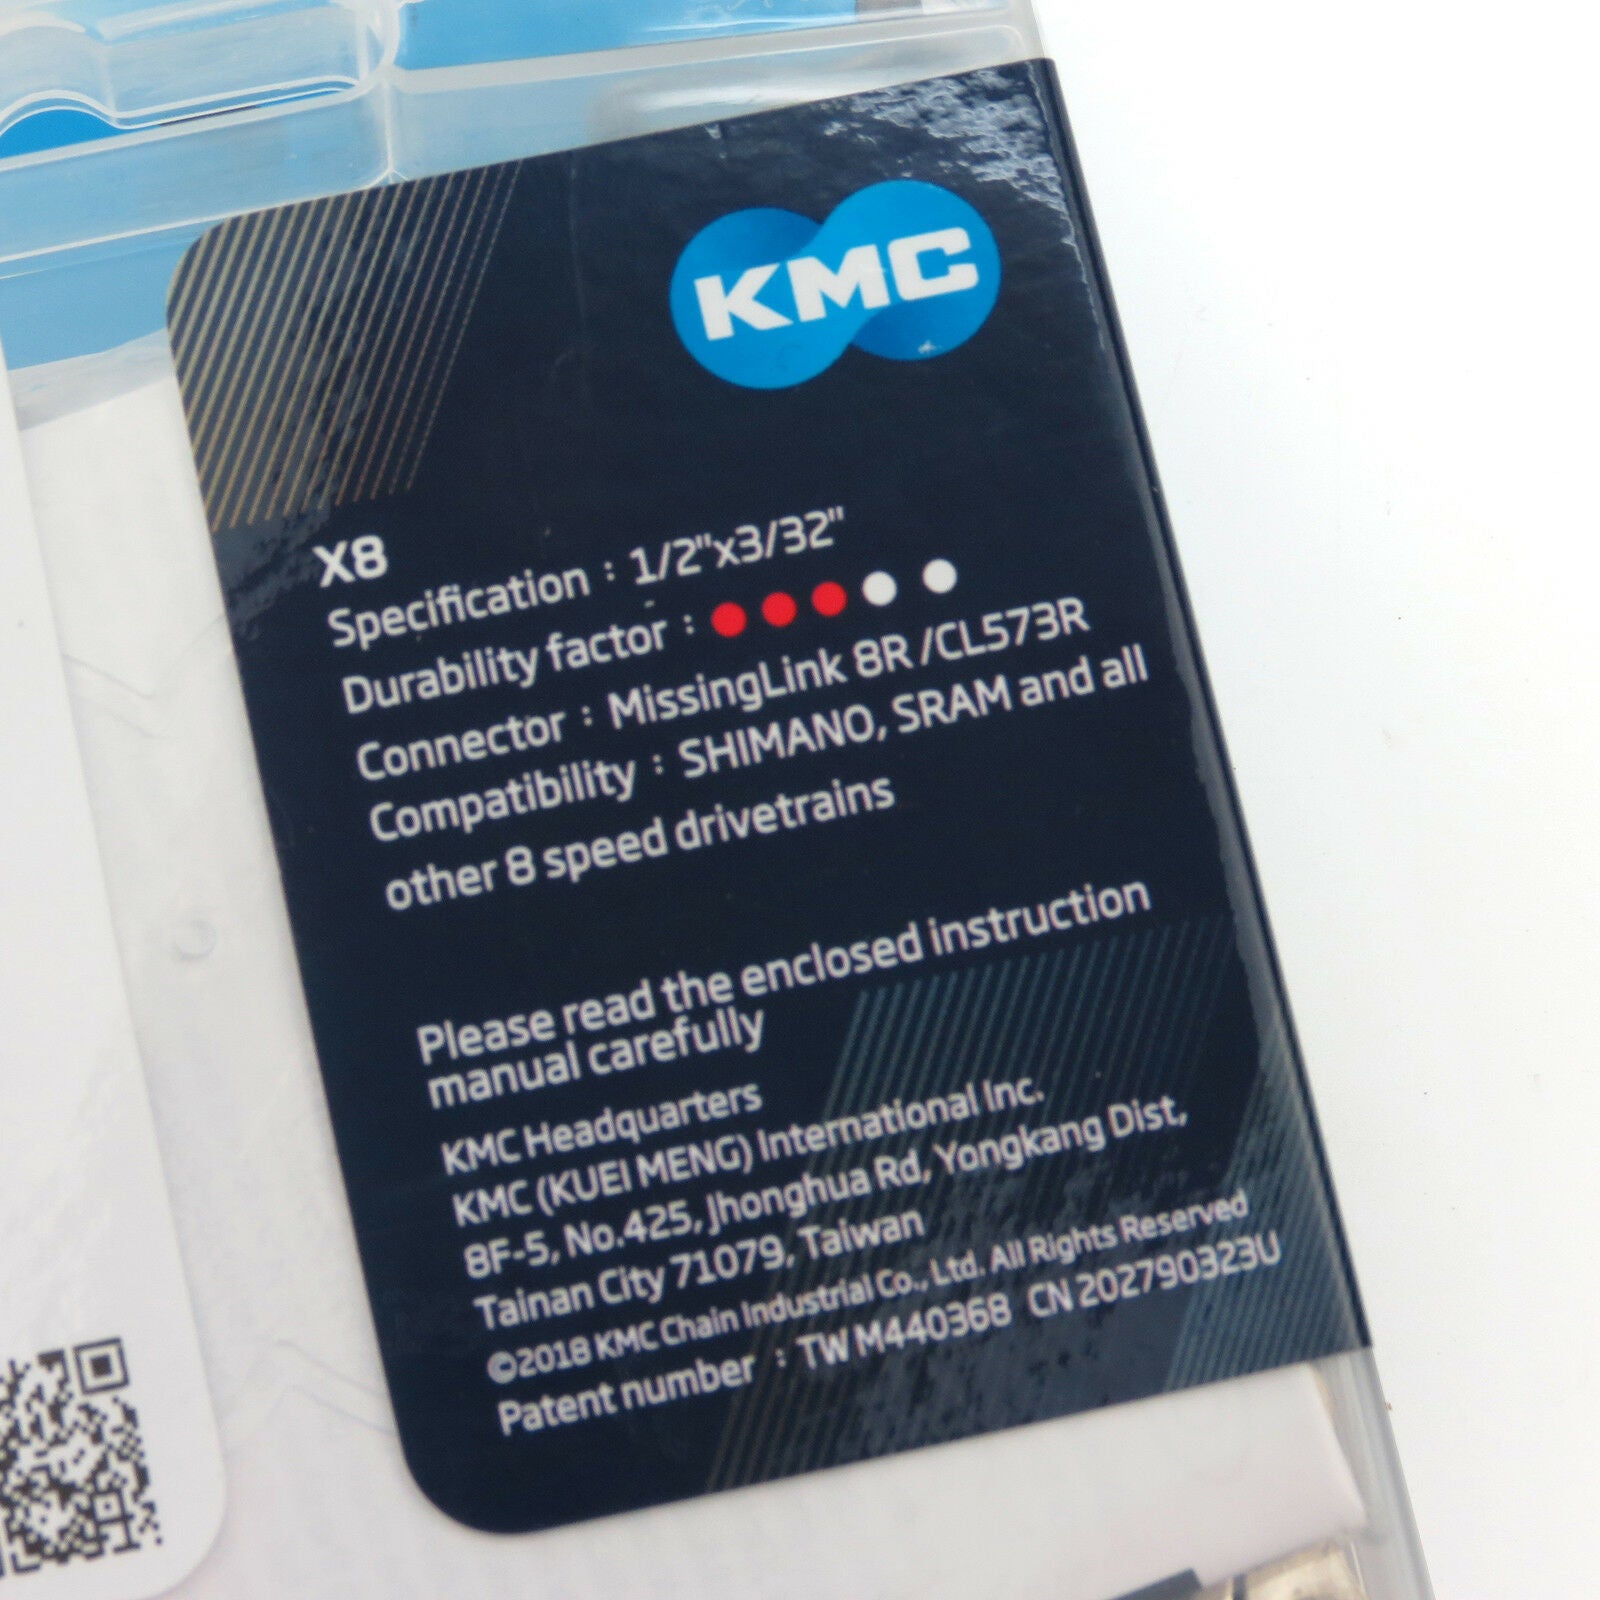 KMC
X8
Specification : 1/2"x3/32"
Durability factor :
Connector : MissingLink 8R /CL573R
Compatibility : SHIMANO, SRAM and all
other 8 speed drivetrains
Please read the enclosed instruction
manual carefully
KMC Headquarters
KMC (KUEI MENG) International Inc.
8F-5, No.425, Jhonghua Rd, Yongkang Dist,
Tainan City 71079, Taiwan
©2018 KMC Chain Industrial Co., Ltd. All Rights Reserved
Patent number : TW M440368 CN 202790323U